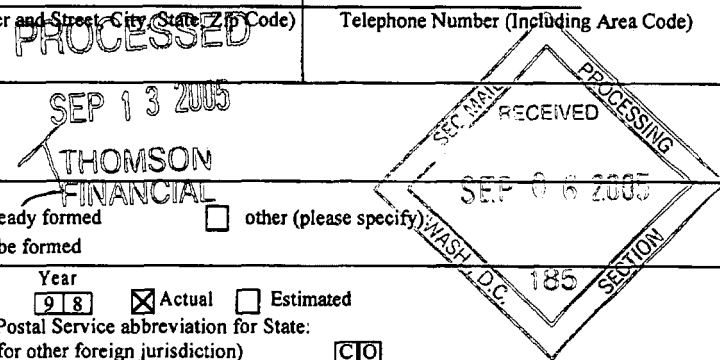 er and Street, City, State, Zip Code) Telephone Number (Including Area Code)
PROCESSED
SEP 13 2005
THOMSON
FINANCIAL
SEC MAIL PROCESSING
RECEIVED
SEP 06 2005
WASH, D.C. 185 SECTION
eady formed other (please specify):
be formed
Year
98 Actual Estimated
Postal Service abbreviation for State:
for other foreign jurisdiction) CO